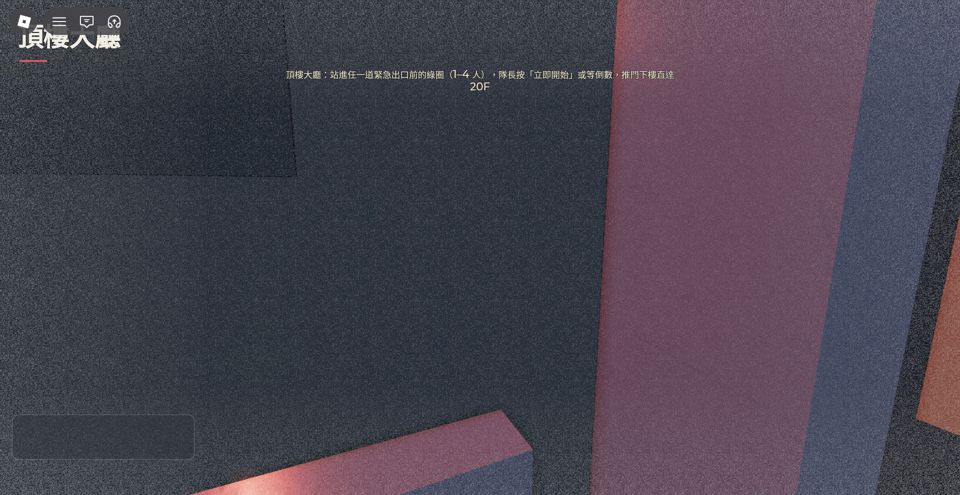 頂樓大廳
頂樓大廳：站進任一道緊急出口前的綠圈（1–4 人），隊長按「立即開始」或等倒數，推門下樓直達
20F